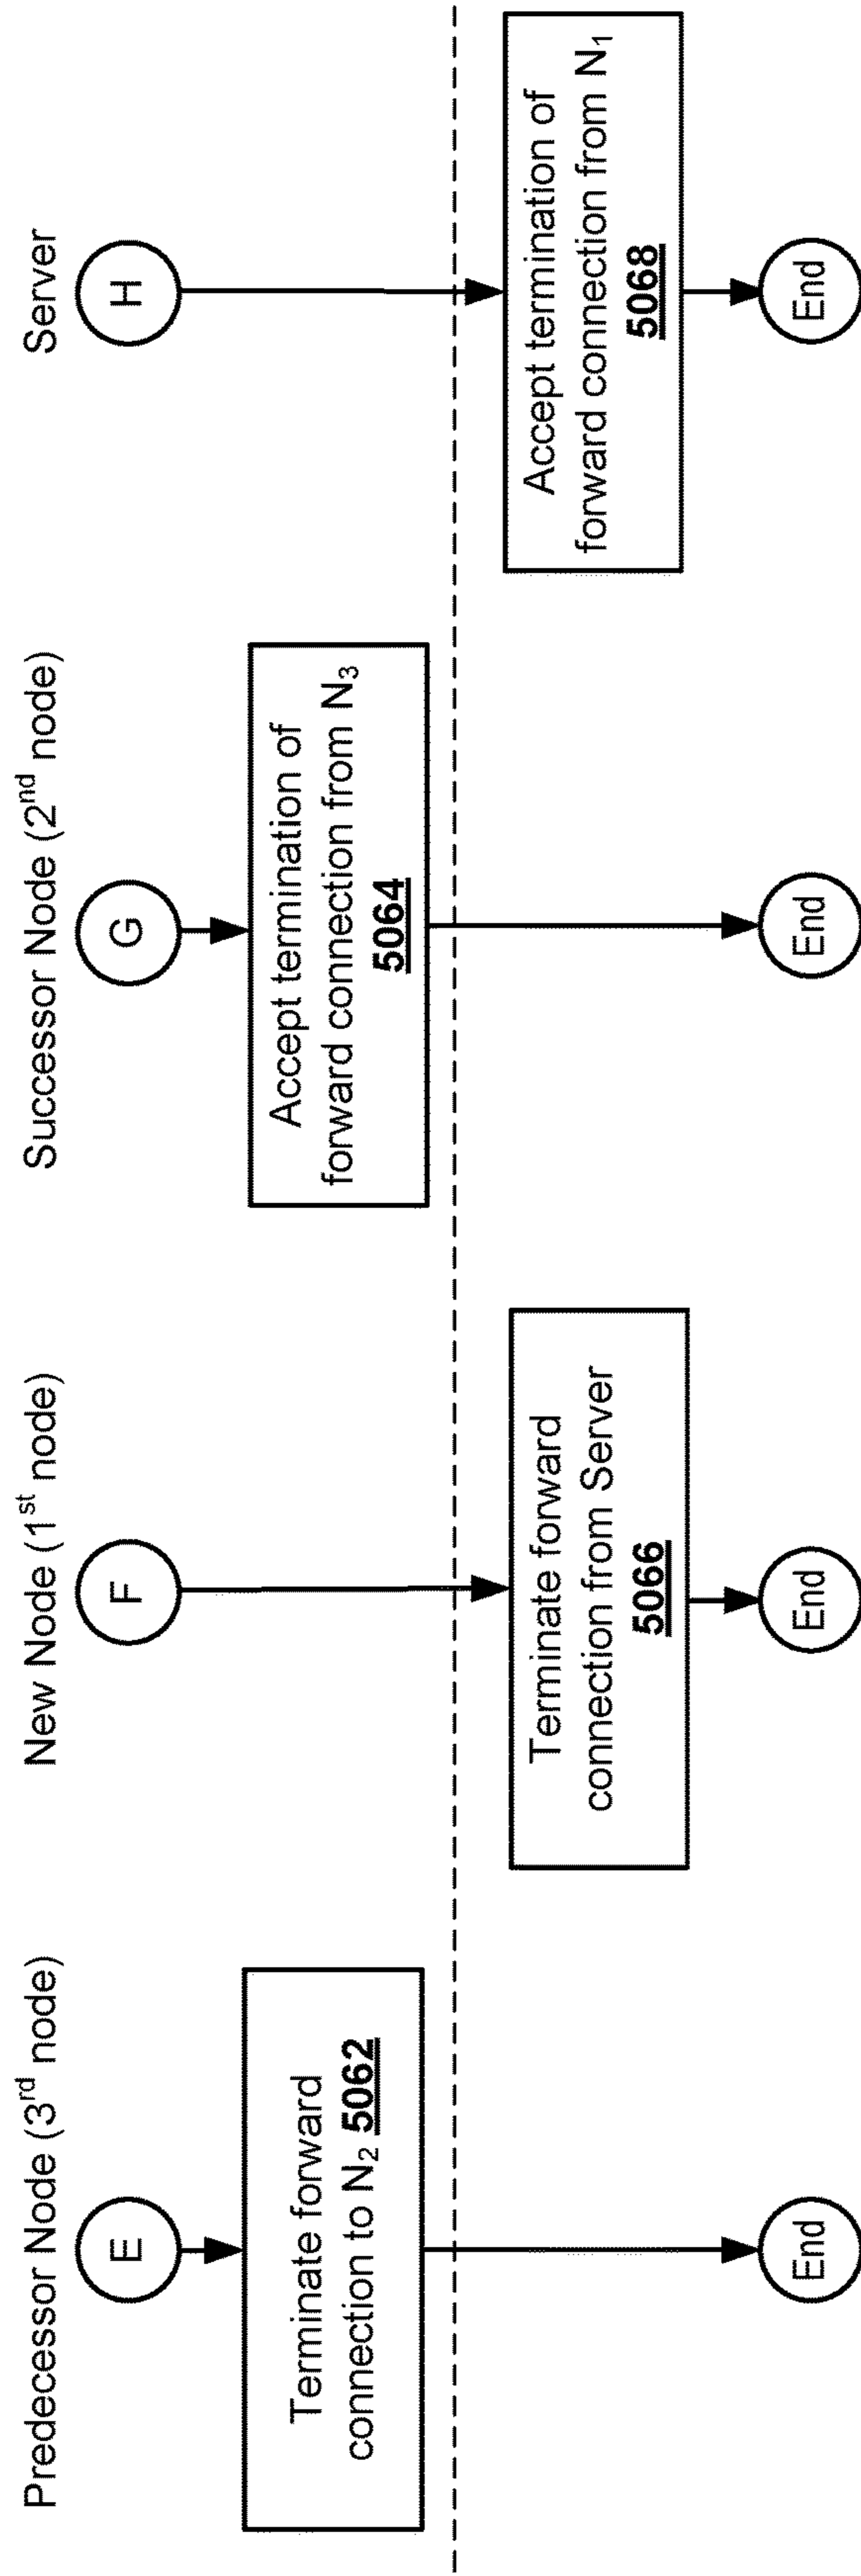 Predecessor Node (3rd node)
E
Terminate forward
connection to N2 5062
End
New Node (1st node)
F
Terminate forward
connection from Server
5066
End
Successor Node (2nd node)
G
Accept termination of
forward connection from N3
5064
End
Server
H
Accept termination of
forward connection from N1
5068
End